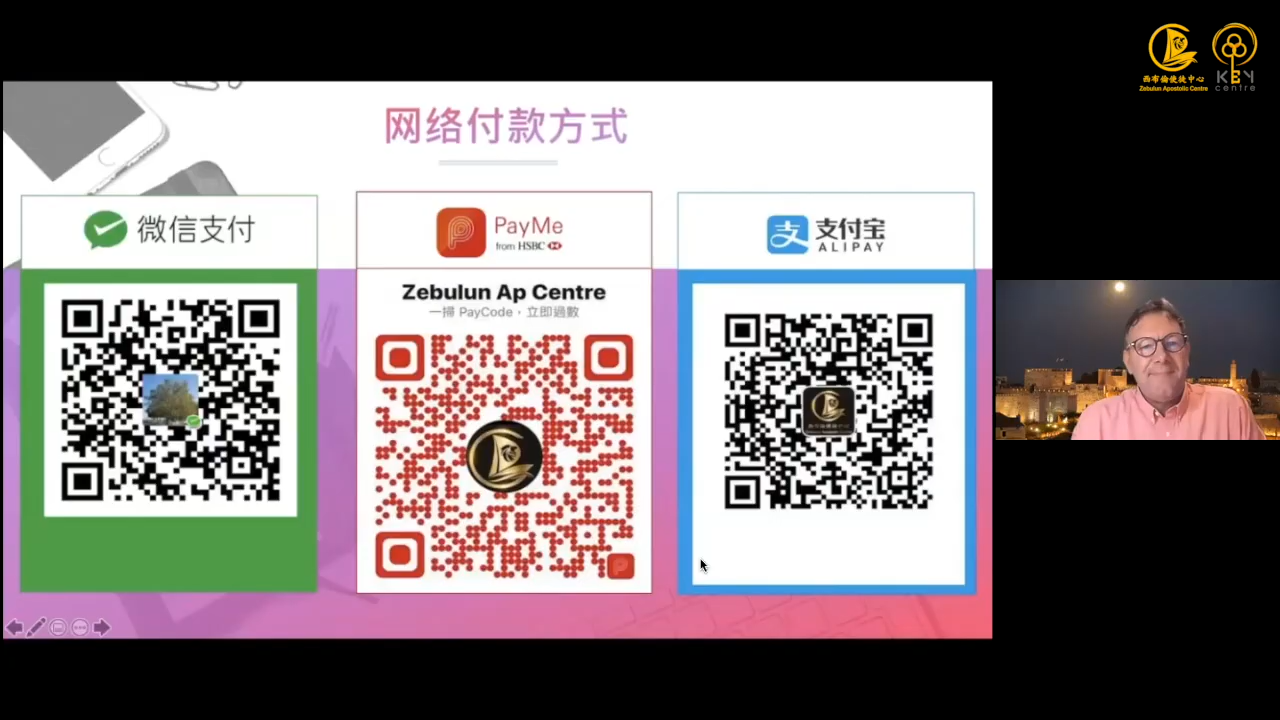 西布倫使徒中心
Zebulun Apostolic Centre
KEY
centre
网络付款方式
微信支付
PayMe
from HSBC
支付宝
ALIPAY
Zebulun Ap Centre
一掃 PayCode，立即過數